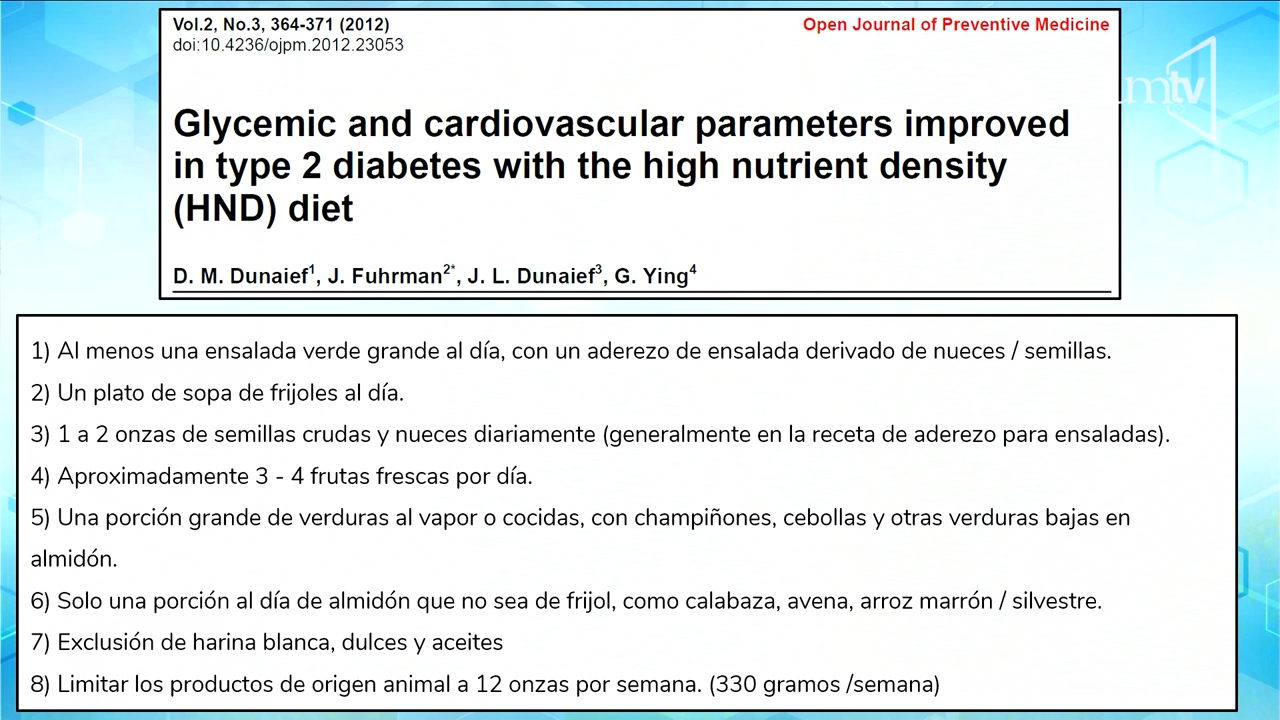 Vol.2, No.3, 364-371 (2012)
Open Journal of Preventive Medicine
doi:10.4236/ojpm.2012.23053
mtv
Glycemic and cardiovascular parameters improved
in type 2 diabetes with the high nutrient density
(HND) diet
D. M. Dunaief1, J. Fuhrman2*, J. L. Dunaief3, G. Ying4
1) Al menos una ensalada verde grande al día, con un aderezo de ensalada derivado de nueces / semillas.
2) Un plato de sopa de frijoles al día.
3) 1 a 2 onzas de semillas crudas y nueces diariamente (generalmente en la receta de aderezo para ensaladas).
4) Aproximadamente 3 - 4 frutas frescas por día.
5) Una porción grande de verduras al vapor o cocidas, con champiñones, cebollas y otras verduras bajas en
almidón.
6) Solo una porción al día de almidón que no sea de frijol, como calabaza, avena, arroz marrón / silvestre.
7) Exclusión de harina blanca, dulces y aceites
8) Limitar los productos de origen animal a 12 onzas por semana. (330 gramos /semana)